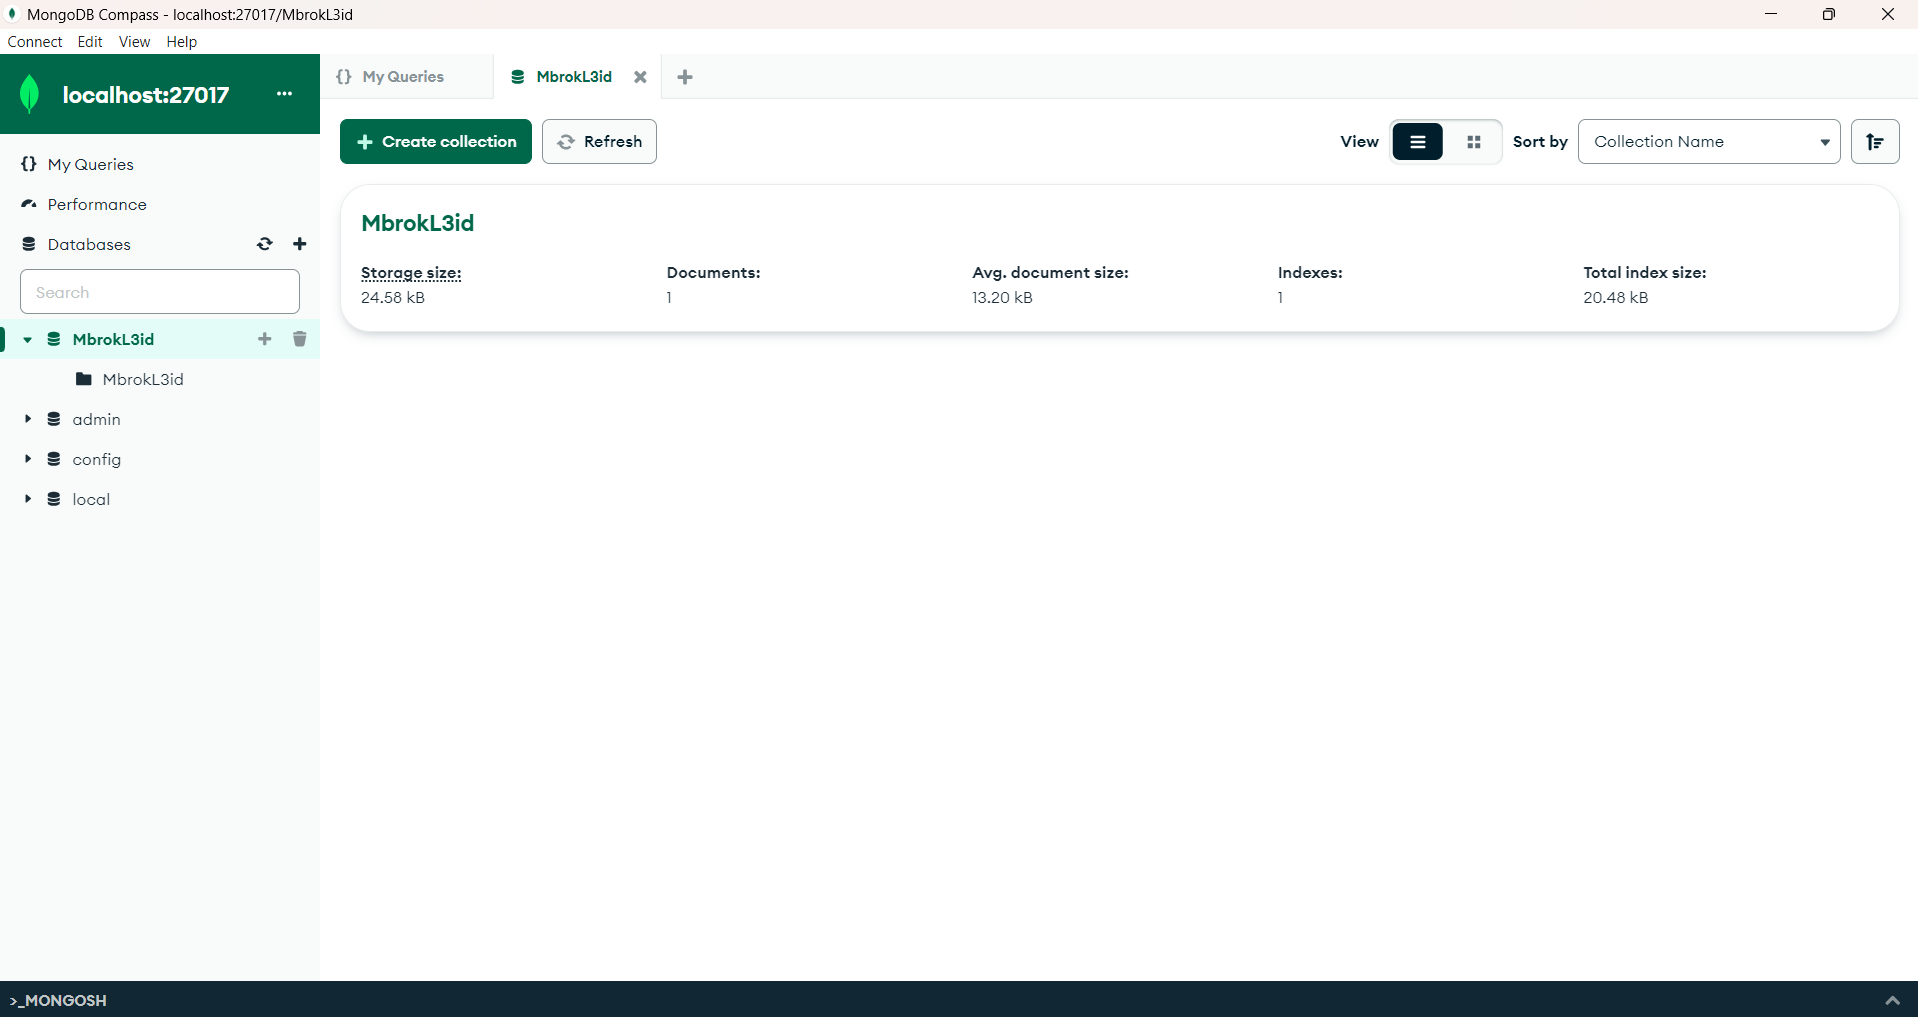 MongoDB Compass - localhost:27017/MbrokL3id
Connect Edit View Help
localhost:27017 ...
{} My Queries
MbrokL3id
Create collection
Refresh
View
Sort by
Collection Name
My Queries
Performance
Databases
Search
MbrokL3id
MbrokL3id
admin
config
local
MbrokL3id
Storage size: Documents: Avg. document size: Indexes: Total index size:
24.58 kB 1 13.20 kB 1 20.48 kB
>_MONGOSH